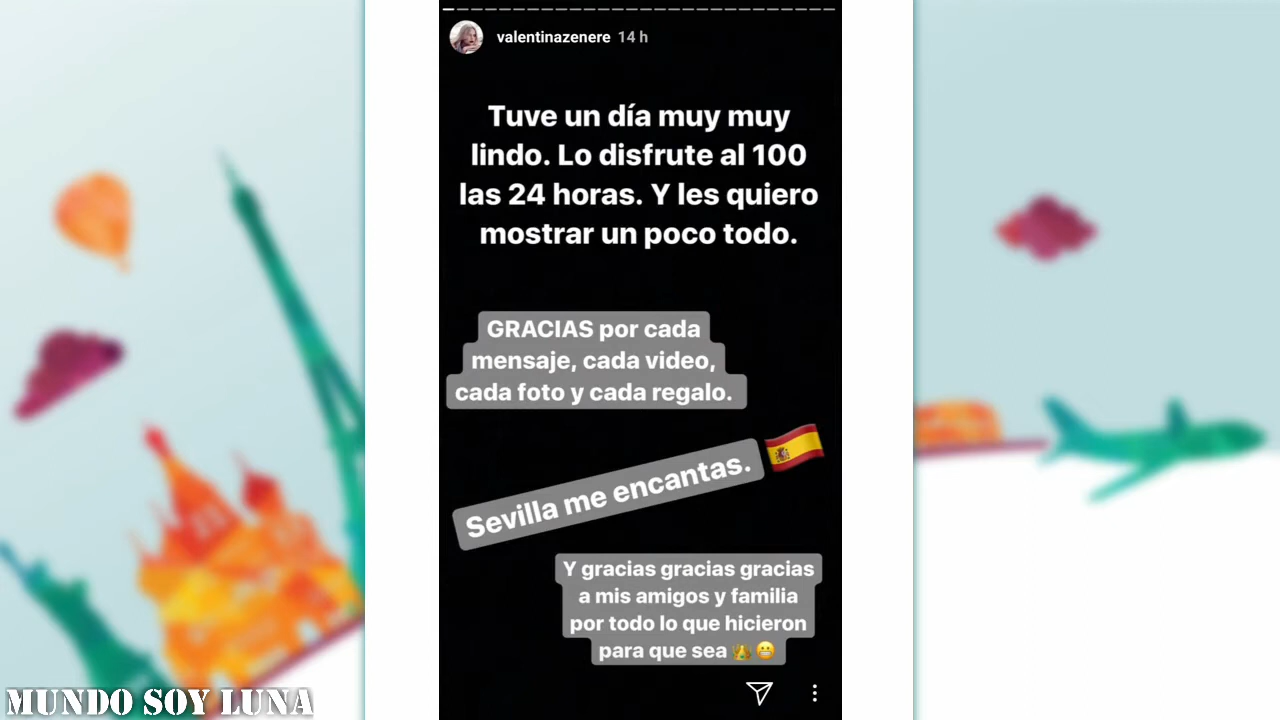 valentinazenere 14 h
Tuve un día muy muy
lindo. Lo disfrute al 100
las 24 horas. Y les quiero
mostrar un poco todo.
GRACIAS por cada
mensaje, cada video,
cada foto y cada regalo.
Sevilla me encantas.
Y gracias gracias gracias
a mis amigos y familia
por todo lo que hicieron
para que sea
MUNDO SOY LUNA